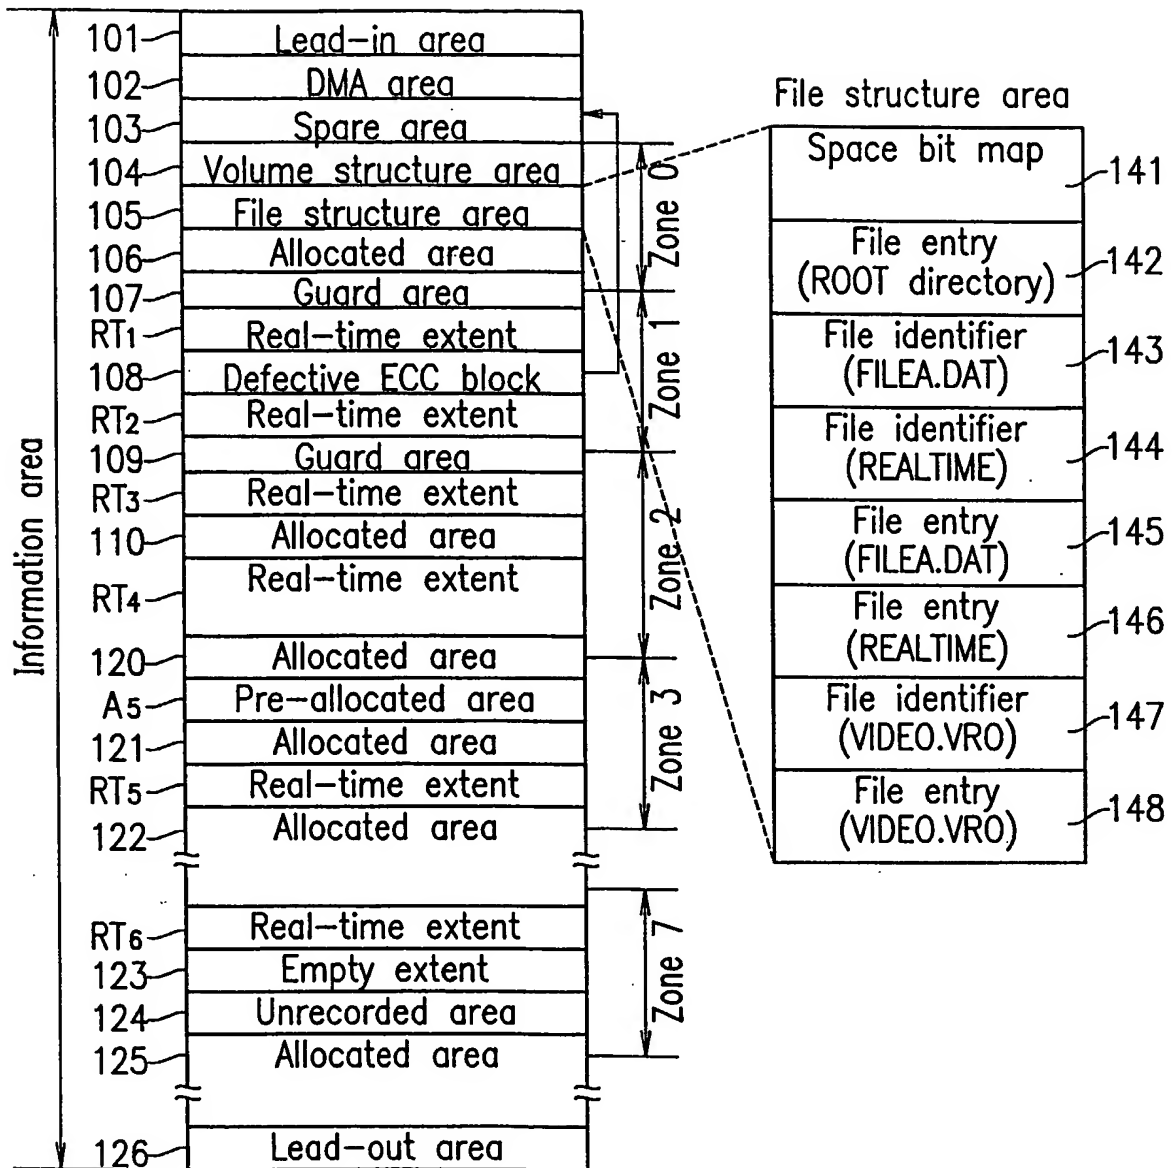 Information area
101 Lead-in area
102 DMA area
103 Spare area
104 Volume structure area
105 File structure area
106 Allocated area
107 Guard area
RT1 Real-time extent
108 Defective ECC block
RT2 Real-time extent
109 Guard area
RT3 Real-time extent
110 Allocated area
RT4 Real-time extent
120 Allocated area
A5 Pre-allocated area
121 Allocated area
RT5 Real-time extent
122 Allocated area
RT6 Real-time extent
123 Empty extent
124 Unrecorded area
125 Allocated area
126 Lead-out area
Zone 0
Zone 1
Zone 2
Zone 3
Zone 7
File structure area
Space bit map
141
File entry
(ROOT directory)
142
File identifier
(FILEA.DAT)
143
File identifier
(REALTIME)
144
File entry
(FILEA.DAT)
145
File entry
(REALTIME)
146
File identifier
(VIDEO.VRO)
147
File entry
(VIDEO.VRO)
148